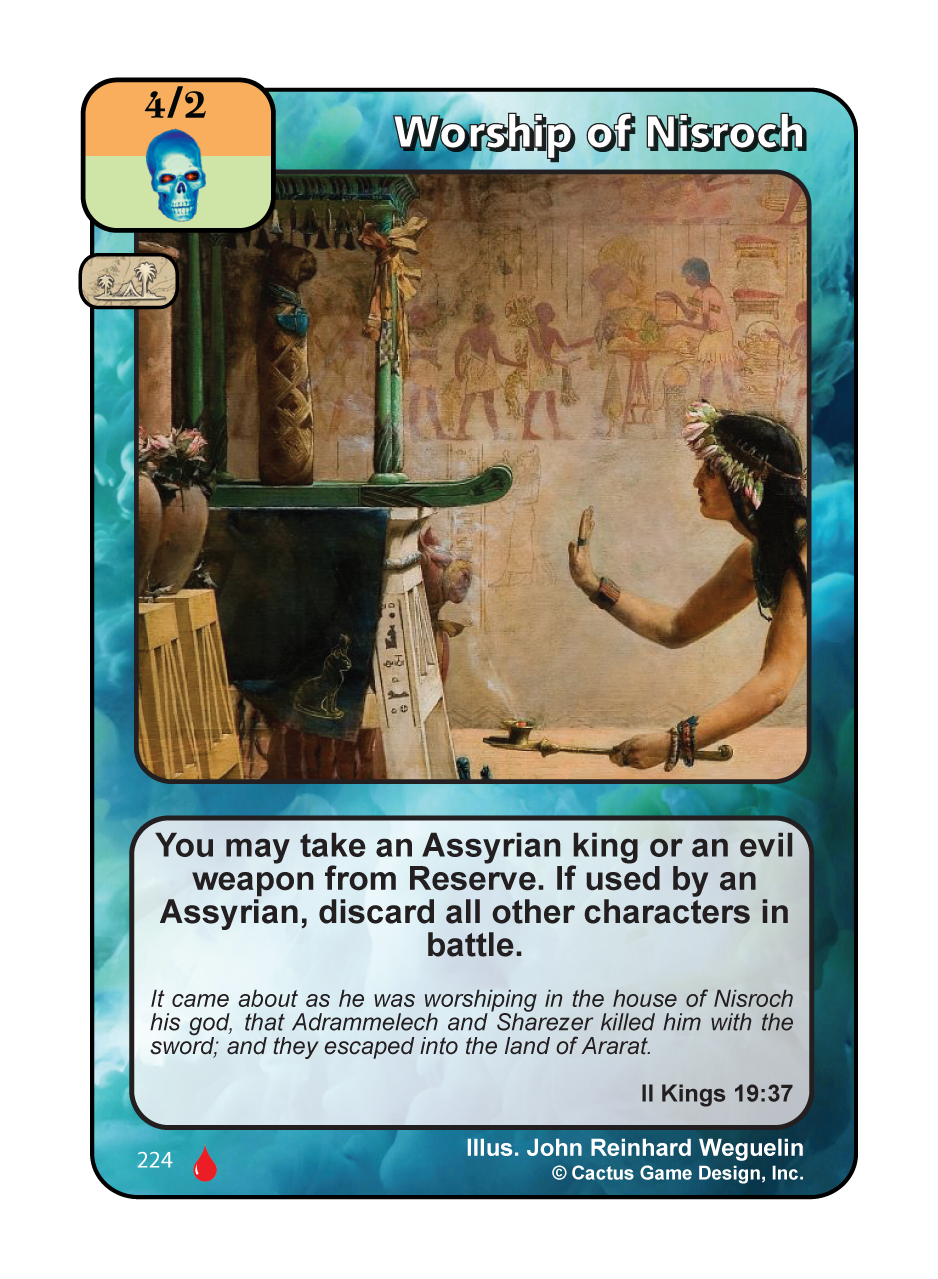 4/2
Worship of Nisroch
You may take an Assyrian king or an evil
weapon from Reserve. If used by an
Assyrian, discard all other characters in
battle.
It came about as he was worshiping in the house of Nisroch
his god, that Adrammelech and Sharezer killed him with the
sword; and they escaped into the land of Ararat.
II Kings 19:37
224
Illus. John Reinhard Weguelin
© Cactus Game Design, Inc.